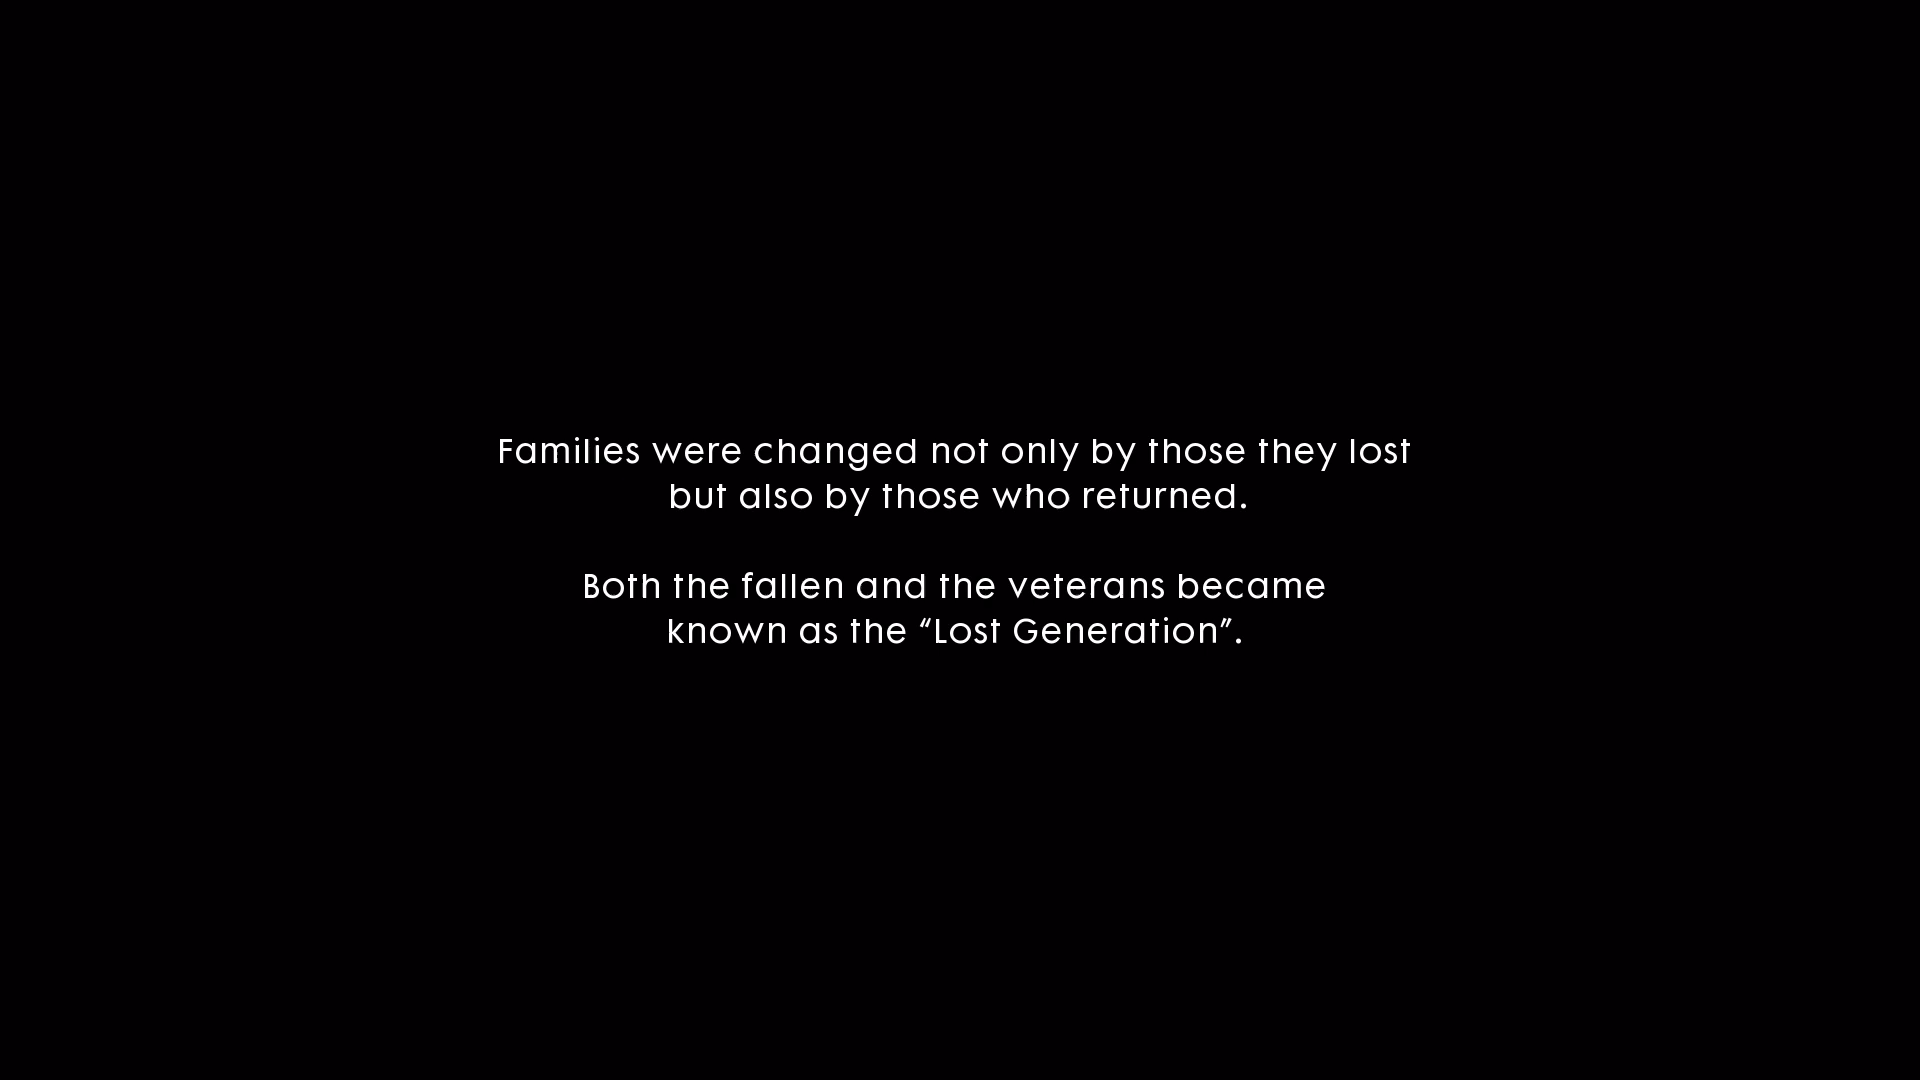 Families were changed not only by those they lost
but also by those who returned.
Both the fallen and the veterans became
known as the “Lost Generation”.